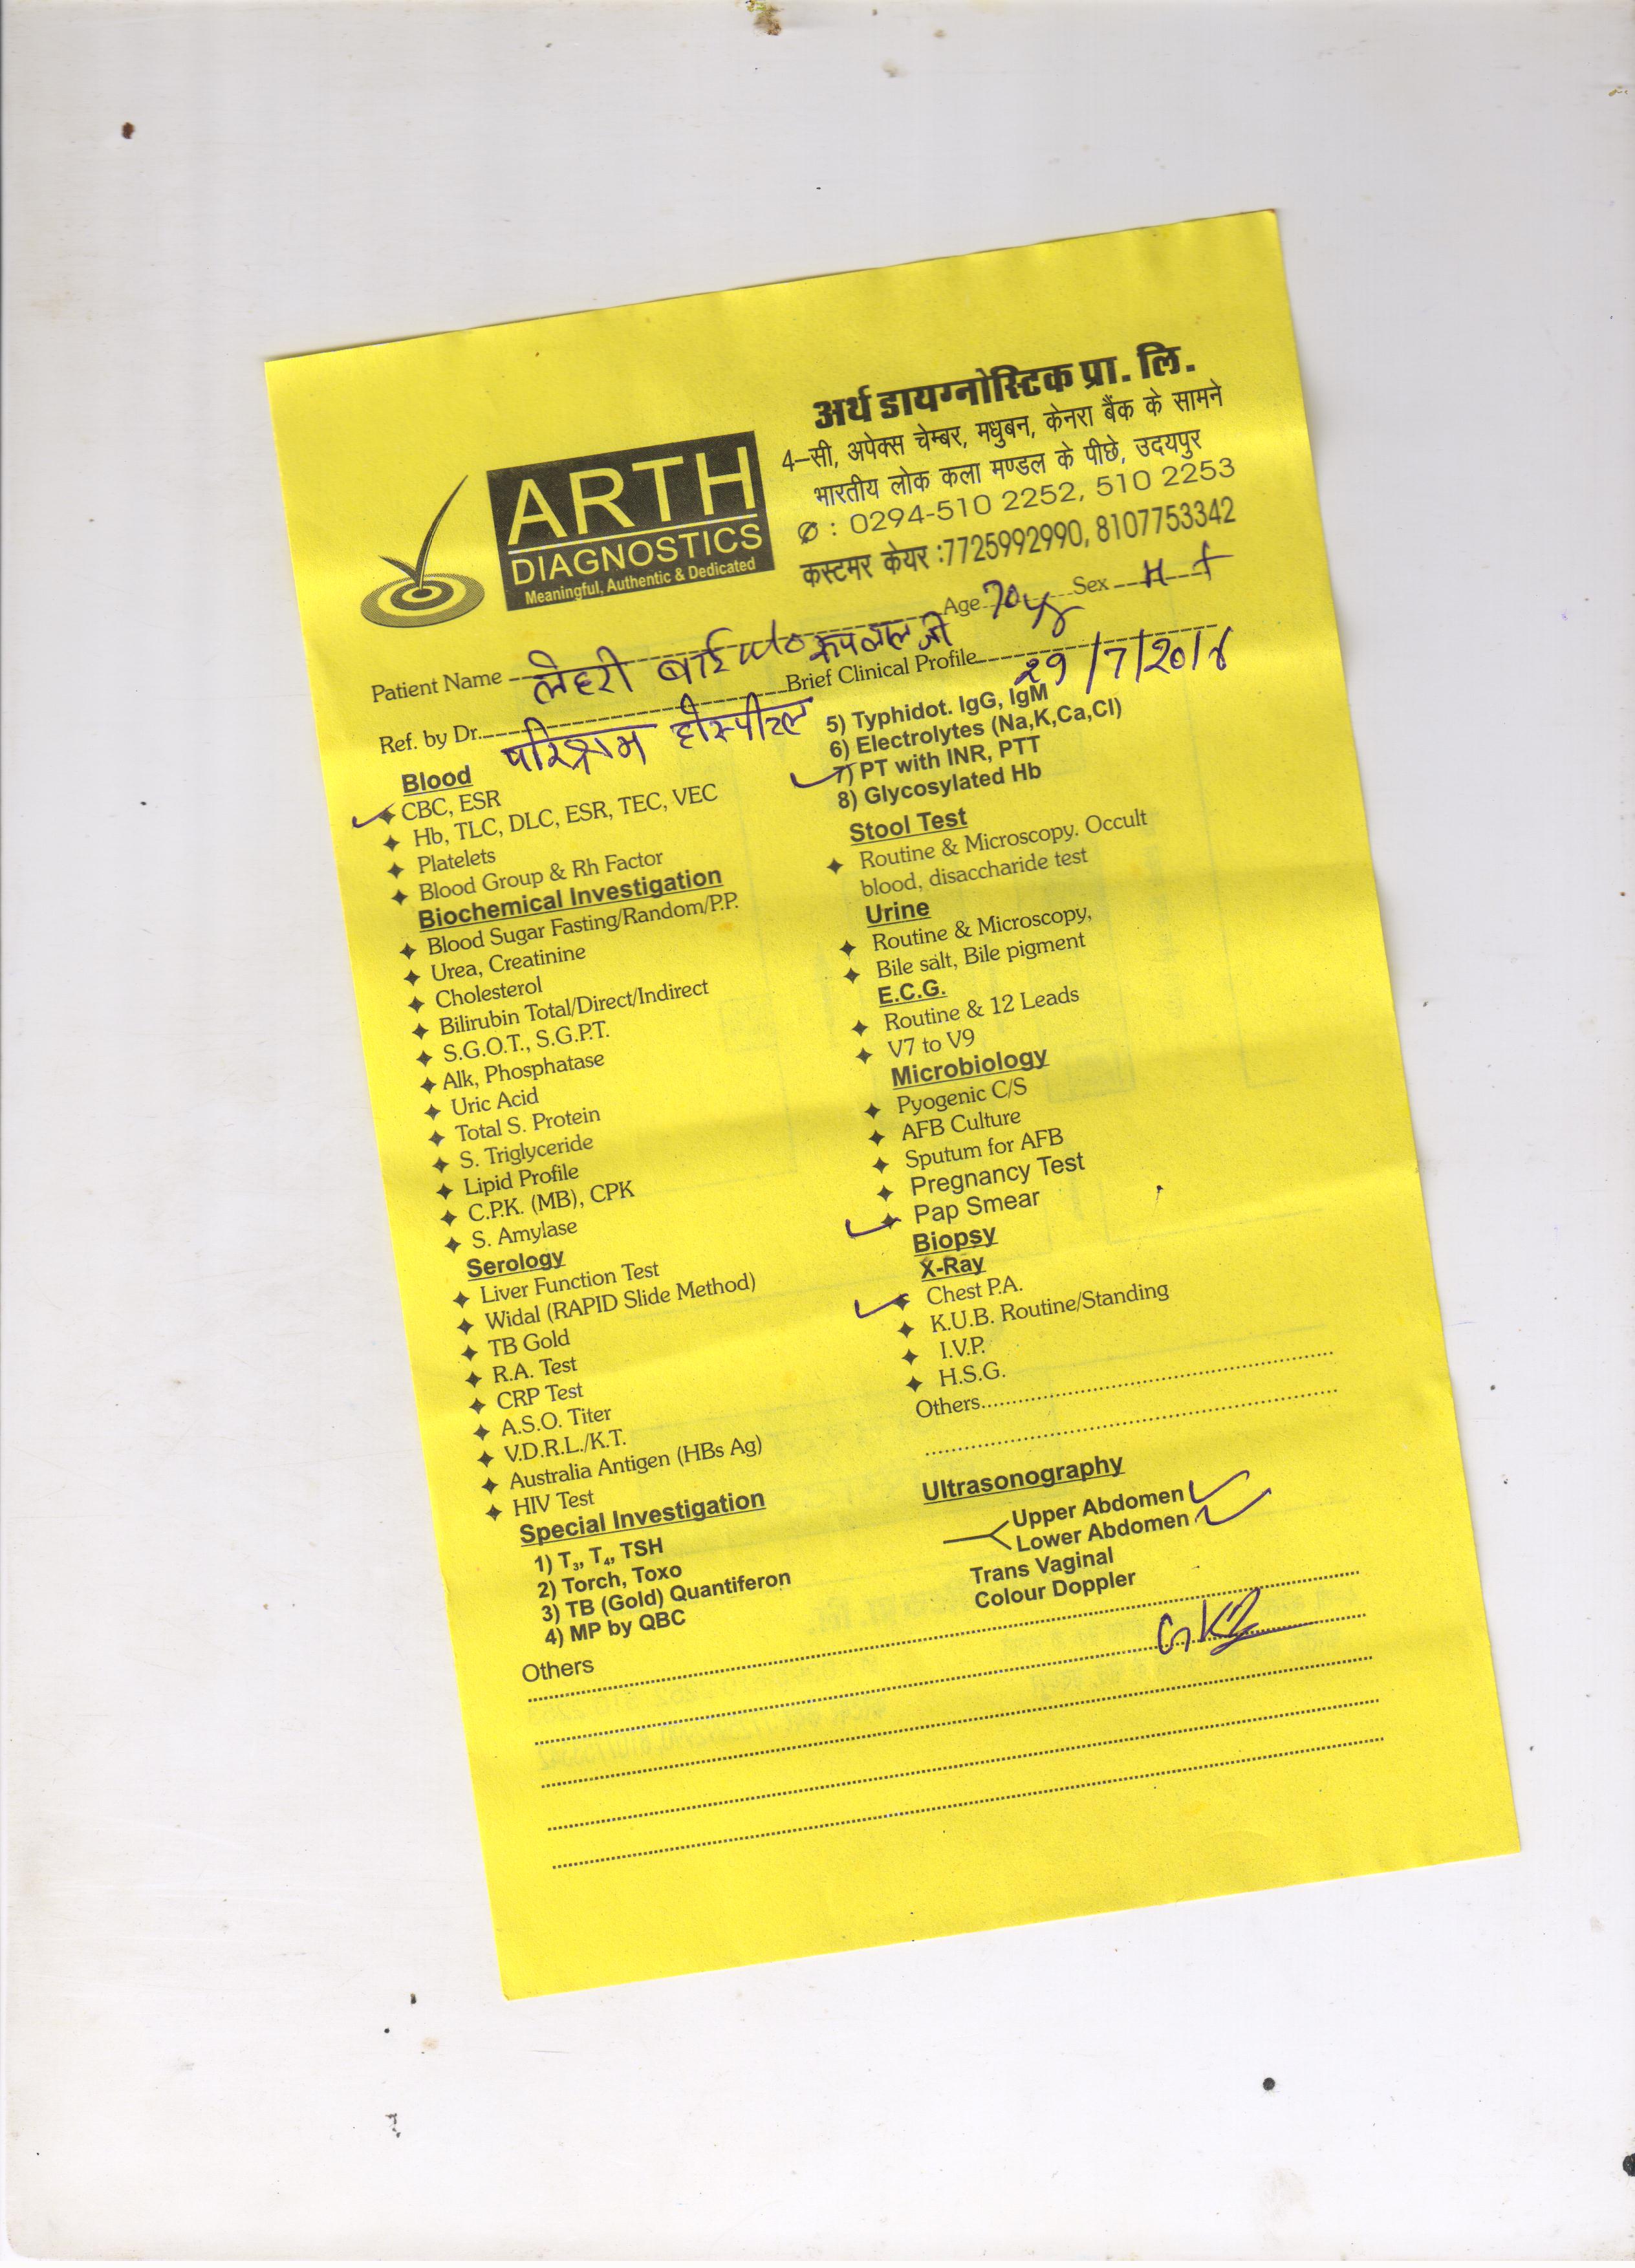 अर्थ डायग्नोस्टिक प्रा. लि.
4–सी, अपेक्स चेम्बर, मधुबन, केनरा बैंक के सामने
भारतीय लोक कला मण्डल के पीछे, उदयपुर
✆ : 0294-510 2252, 510 2253
कस्टमर केयर :7725992990, 8107753342
ARTH
DIAGNOSTICS
Meaningful, Authentic & Dedicated
Patient Name लेहरी बाई w/o रूपलाल जी Age 70 yr Sex
Ref. by Dr. Brief Clinical Profile 29/7/2018
परिश्रम होस्पीटल
Blood
CBC, ESR
Hb, TLC, DLC, ESR, TEC, VEC
Platelets
Blood Group & Rh Factor
Biochemical Investigation
Blood Sugar Fasting/Random/P.P.
Urea, Creatinine
Cholesterol
Bilirubin Total/Direct/Indirect
S.G.O.T., S.G.P.T.
Alk, Phosphatase
Uric Acid
Total S. Protein
S. Triglyceride
Lipid Profile
C.P.K. (MB), CPK
S. Amylase
Serology
Liver Function Test
Widal (RAPID Slide Method)
TB Gold
R.A. Test
CRP Test
A.S.O. Titer
V.D.R.L./K.T.
Australia Antigen (HBs Ag)
HIV Test
Special Investigation
1) T₃, T₄, TSH
2) Torch, Toxo
3) TB (Gold) Quantiferon
4) MP by QBC
Others
5) Typhidot. IgG, IgM
6) Electrolytes (Na,K,Ca,Cl)
7) PT with INR, PTT
8) Glycosylated Hb
Stool Test
Routine & Microscopy. Occult
blood, disaccharide test
Urine
Routine & Microscopy,
Bile salt, Bile pigment
E.C.G.
Routine & 12 Leads
V7 to V9
Microbiology
Pyogenic C/S
AFB Culture
Sputum for AFB
Pregnancy Test
Pap Smear
Biopsy
X-Ray
Chest P.A.
K.U.B. Routine/Standing
I.V.P.
H.S.G.
Others
Ultrasonography
Upper Abdomen
Lower Abdomen
Trans Vaginal
Colour Doppler